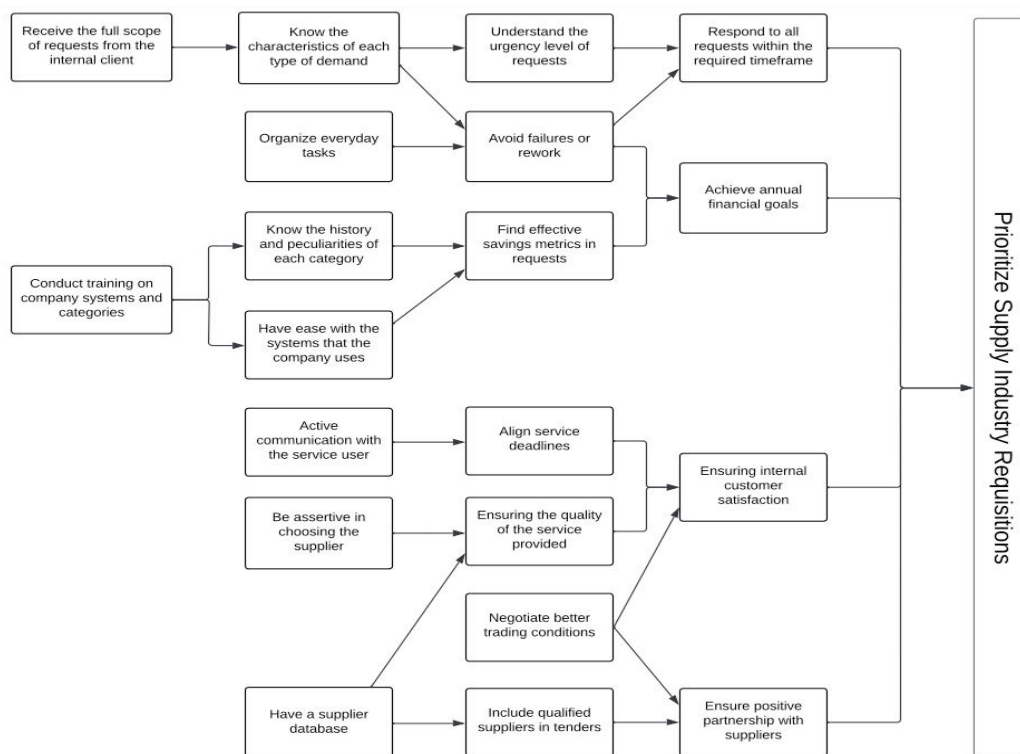 Receive the full scope
of requests from the
internal client
Know the
characteristics of each
type of demand
Understand the
urgency level of
requests
Respond to all
requests within the
required timeframe
Organize everyday
tasks
Avoid failures or
rework
Achieve annual
financial goals
Know the history
and peculiarities of
each category
Find effective
savings metrics in
requests
Conduct training on
company systems and
categories
Have ease with the
systems that the
company uses
Active
communication with
the service user
Align service
deadlines
Ensuring internal
customer
satisfaction
Be assertive in
choosing the
supplier
Ensuring the quality
of the service
provided
Negotiate better
trading conditions
Have a supplier
database
Include qualified
suppliers in tenders
Ensure positive
partnership with
suppliers
Prioritize Supply Industry Requisitions